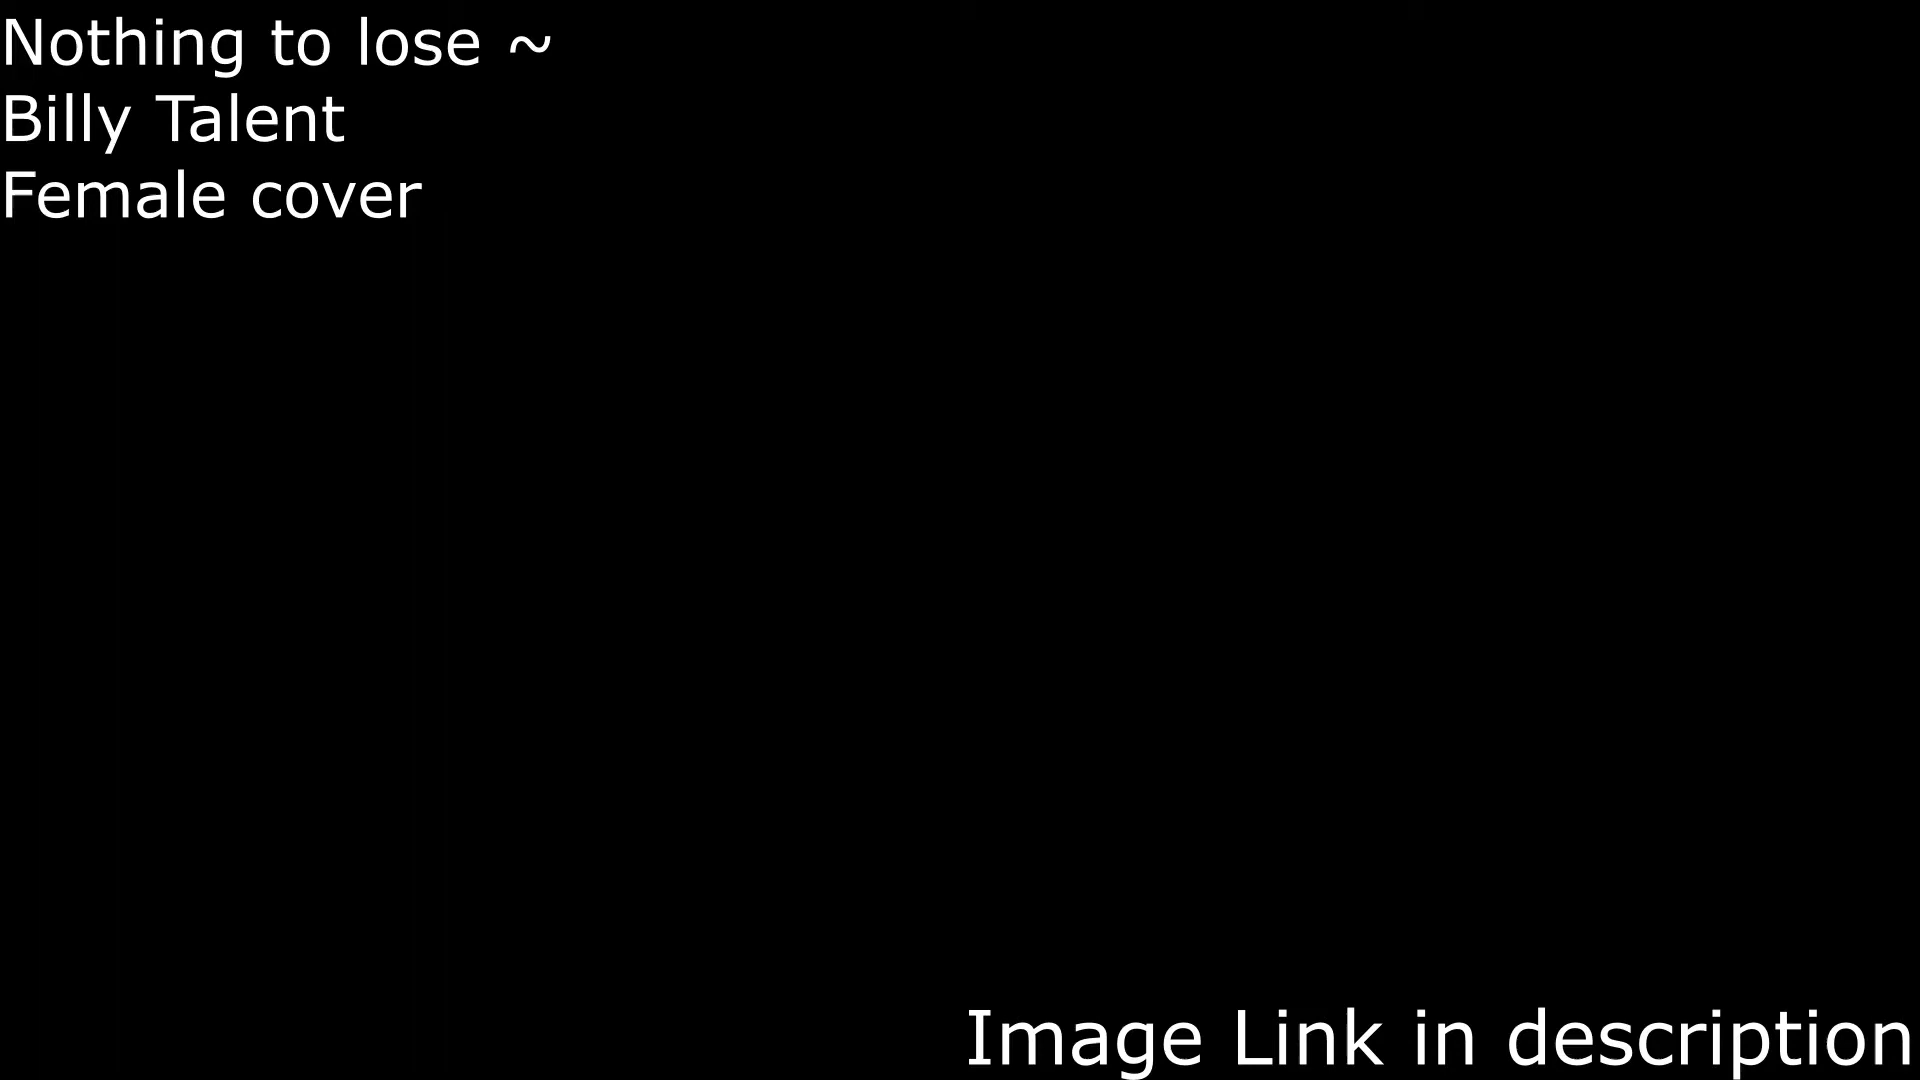 Nothing to lose ~
Billy Talent
Female cover
Image Link in description